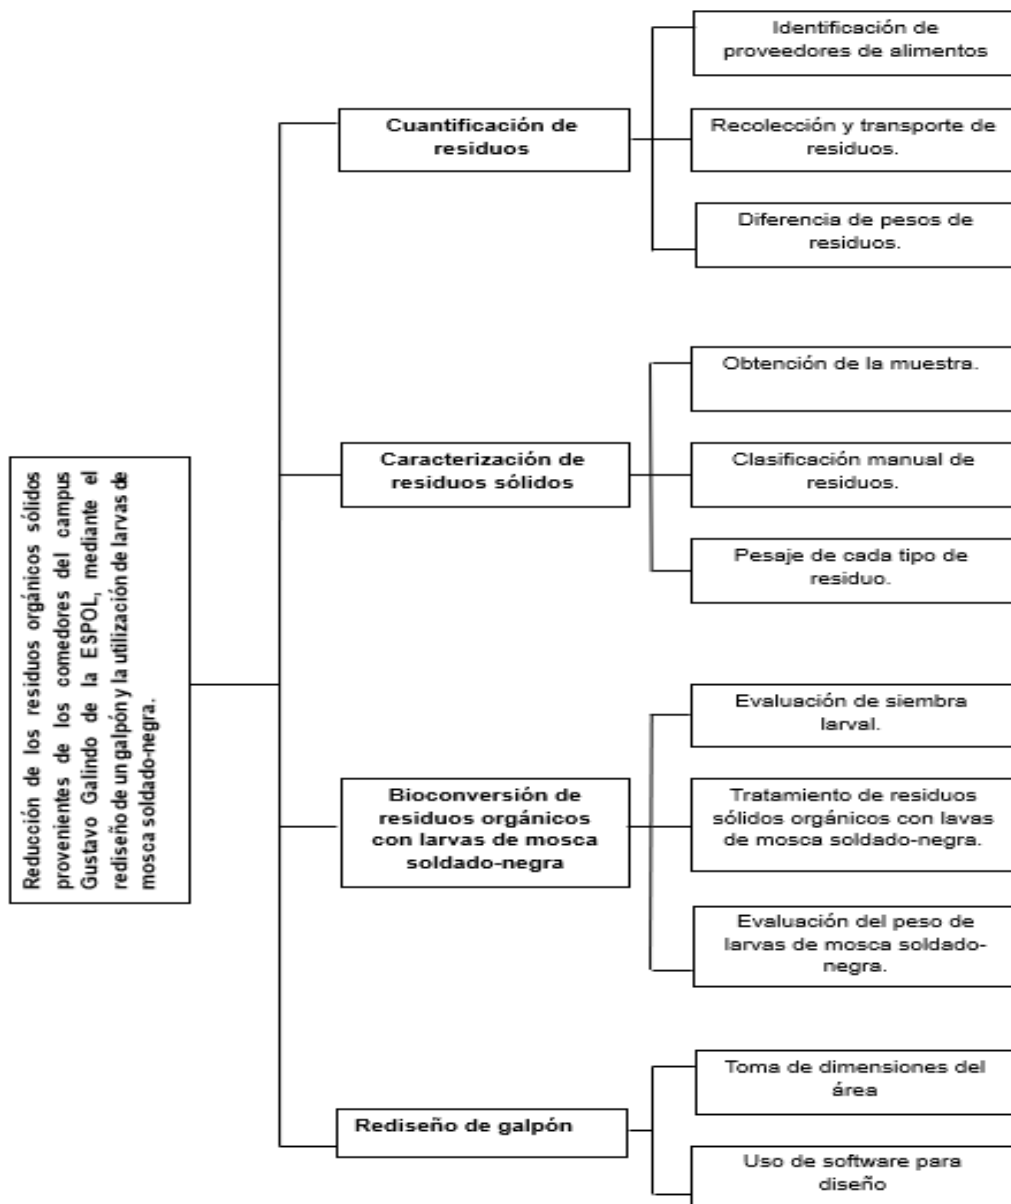 Reducción de los residuos orgánicos sólidos
provenientes de los comedores del campus
Gustavo Galindo de la ESPOL, mediante el
rediseño de un galpón y la utilización de larvas de
mosca soldado-negra.
Cuantificación de
residuos
Identificación de
proveedores de alimentos
Recolección y transporte de
residuos.
Diferencia de pesos de
residuos.
Caracterización de
residuos sólidos
Obtención de la muestra.
Clasificación manual de
residuos.
Pesaje de cada tipo de
residuo.
Bioconversión de
residuos orgánicos
con larvas de mosca
soldado-negra
Evaluación de siembra
larval.
Tratamiento de residuos
sólidos orgánicos con lavas
de mosca soldado-negra.
Evaluación del peso de
larvas de mosca soldado-
negra.
Rediseño de galpón
Toma de dimensiones del
área
Uso de software para
diseño